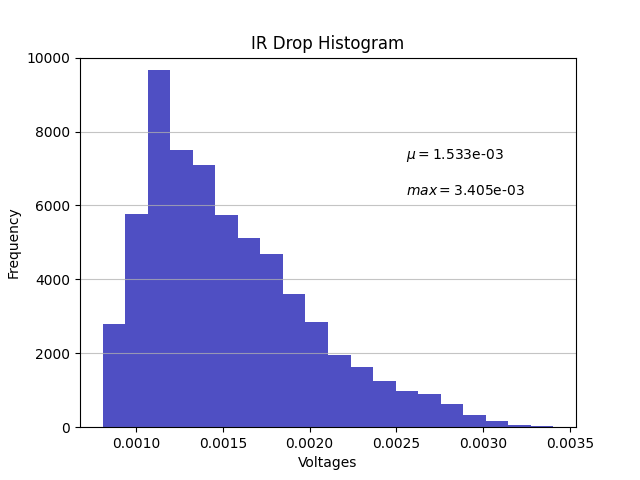 IR Drop Histogram
10000
8000
6000
4000
2000
0
Frequency
μ = 1.533e-03
max = 3.405e-03
0.0010 0.0015 0.0020 0.0025 0.0030 0.0035
Voltages